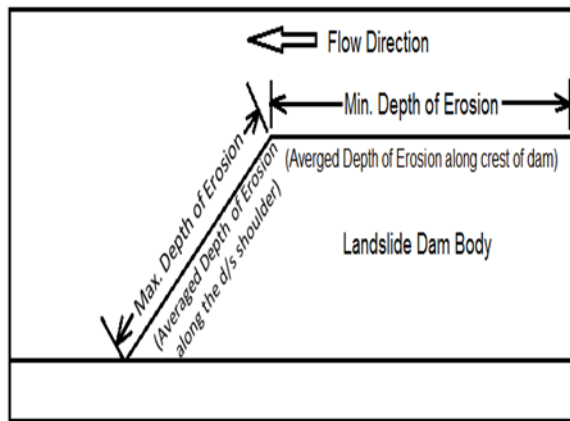 Flow Direction
Min. Depth of Erosion
(Averged Depth of Erosion along crest of dam)
Max. Depth of Erosion
(Averaged Depth of Erosion
along the d/s shoulder)
Landslide Dam Body